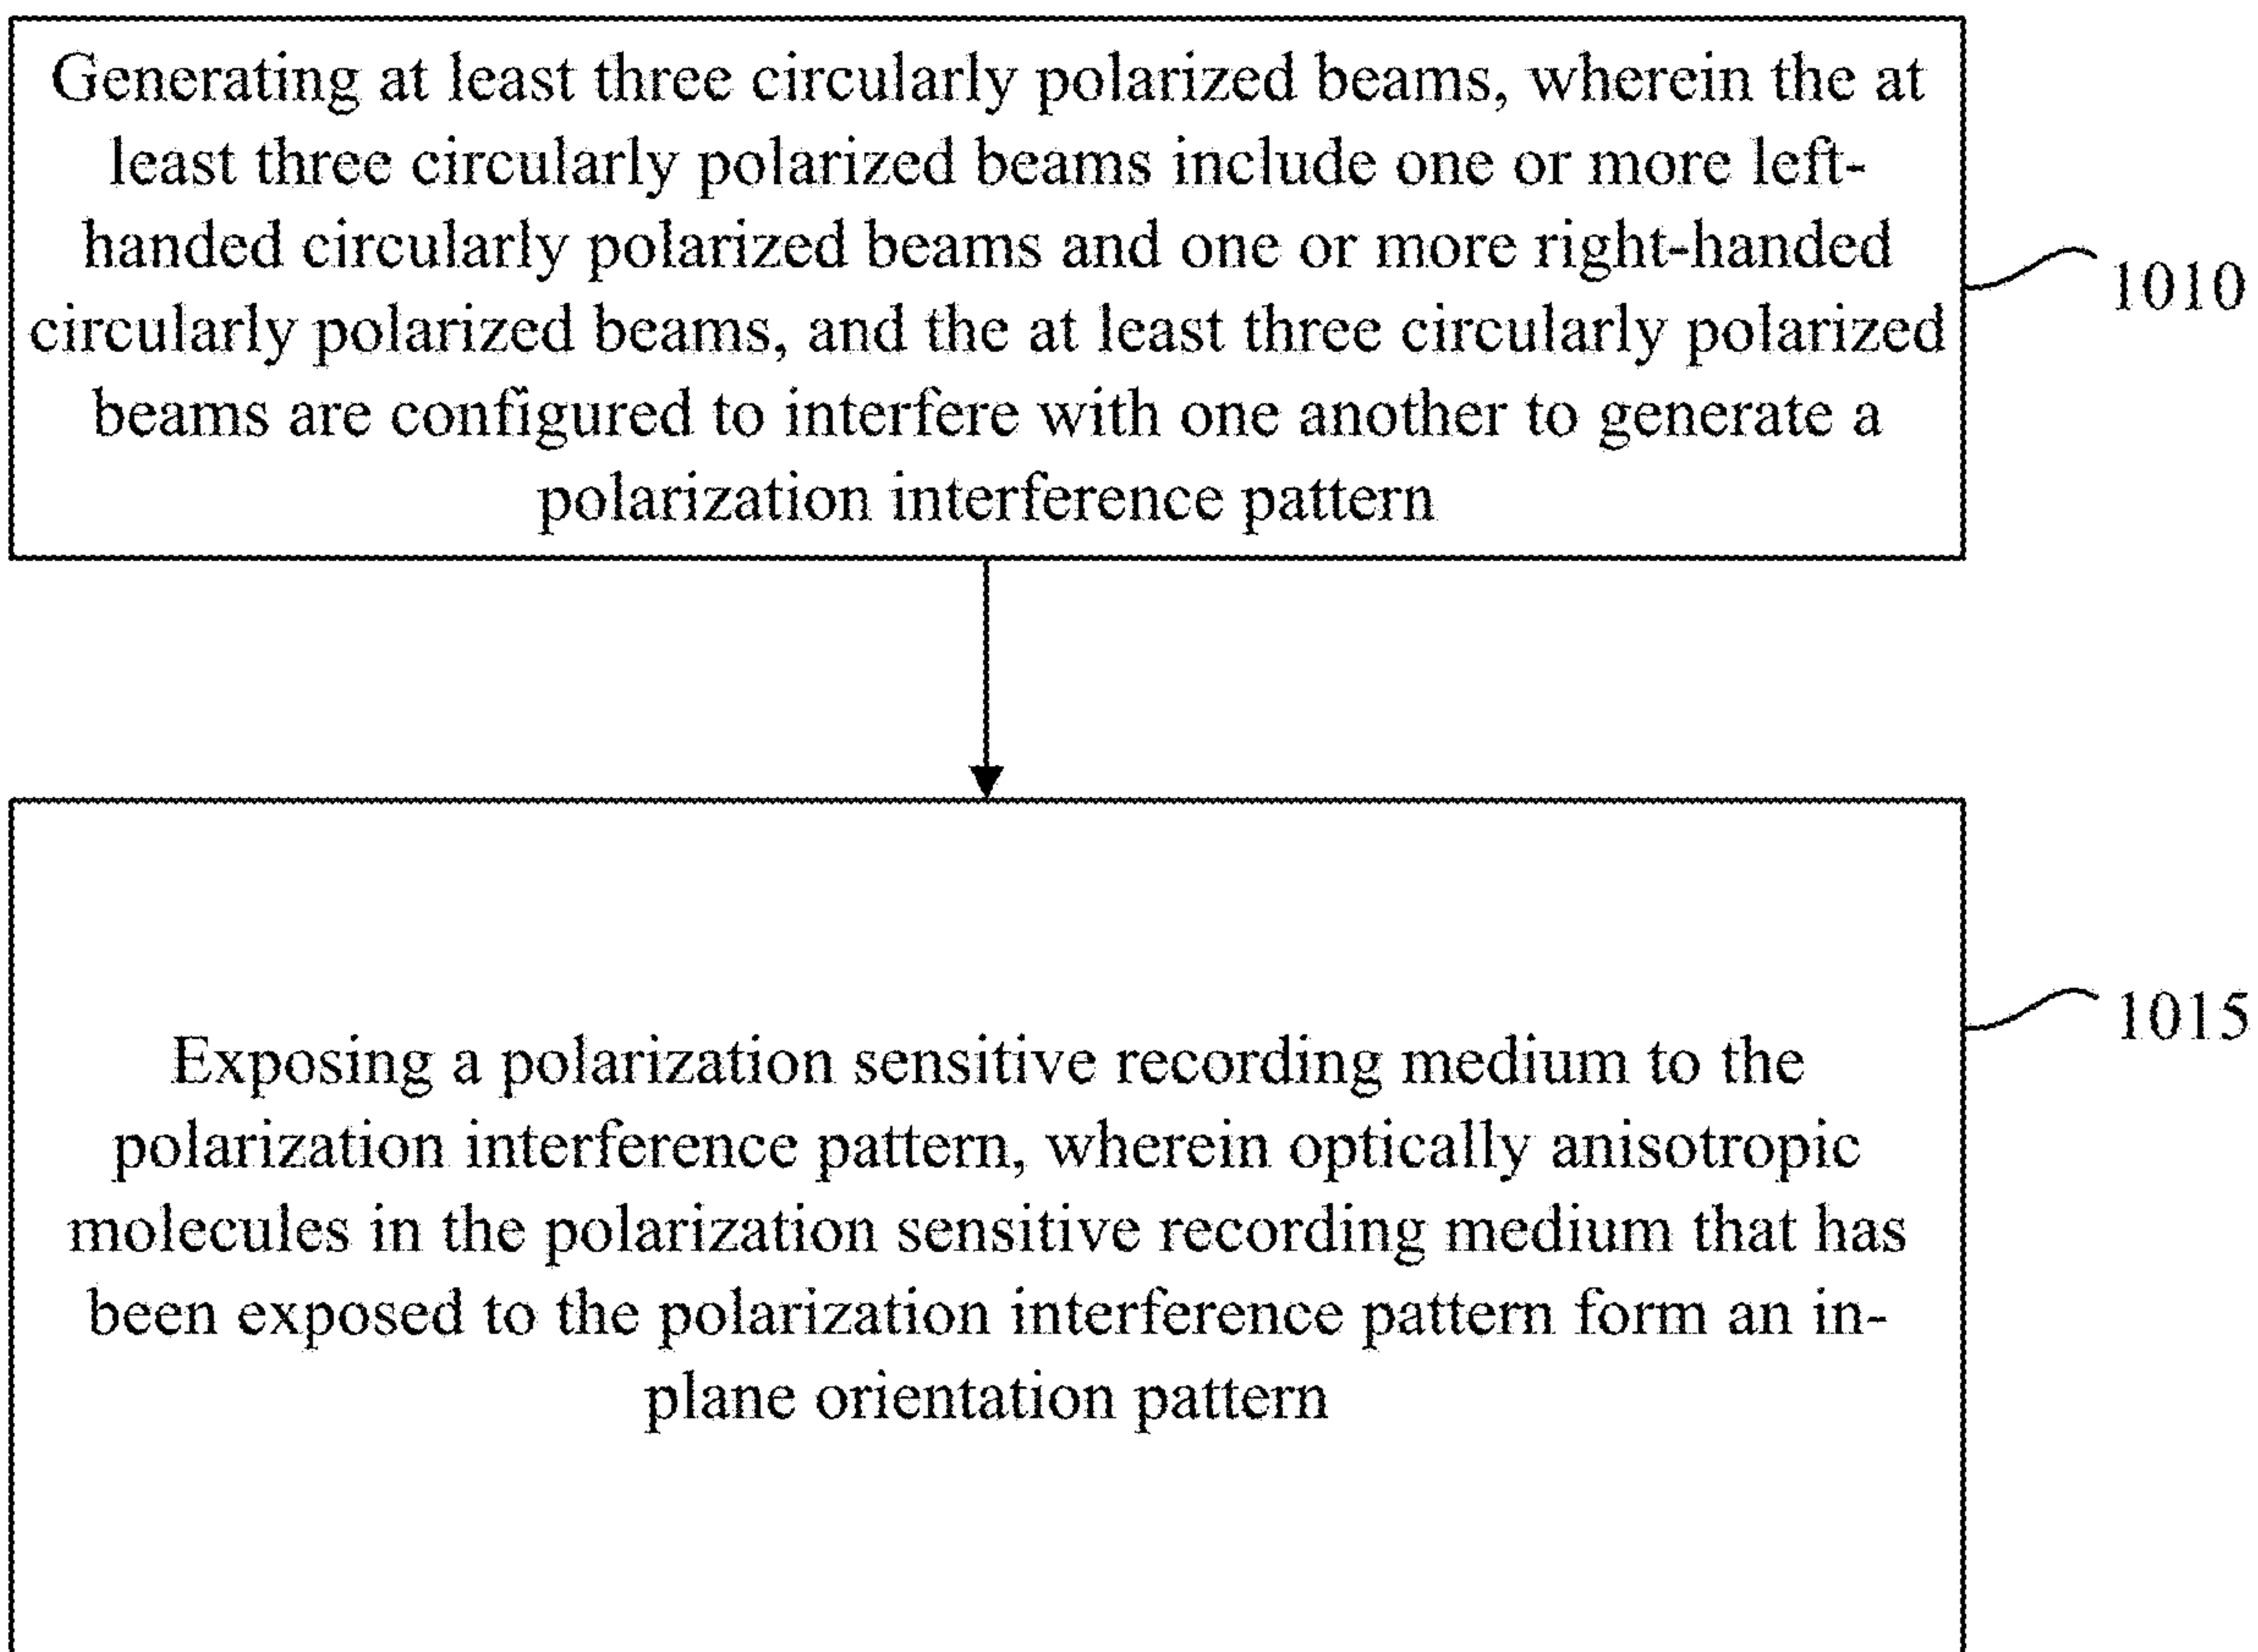 Generating at least three circularly polarized beams, wherein the at
least three circularly polarized beams include one or more left-
handed circularly polarized beams and one or more right-handed
circularly polarized beams, and the at least three circularly polarized
beams are configured to interfere with one another to generate a
polarization interference pattern
1010
Exposing a polarization sensitive recording medium to the
polarization interference pattern, wherein optically anisotropic
molecules in the polarization sensitive recording medium that has
been exposed to the polarization interference pattern form an in-
plane orientation pattern
1015